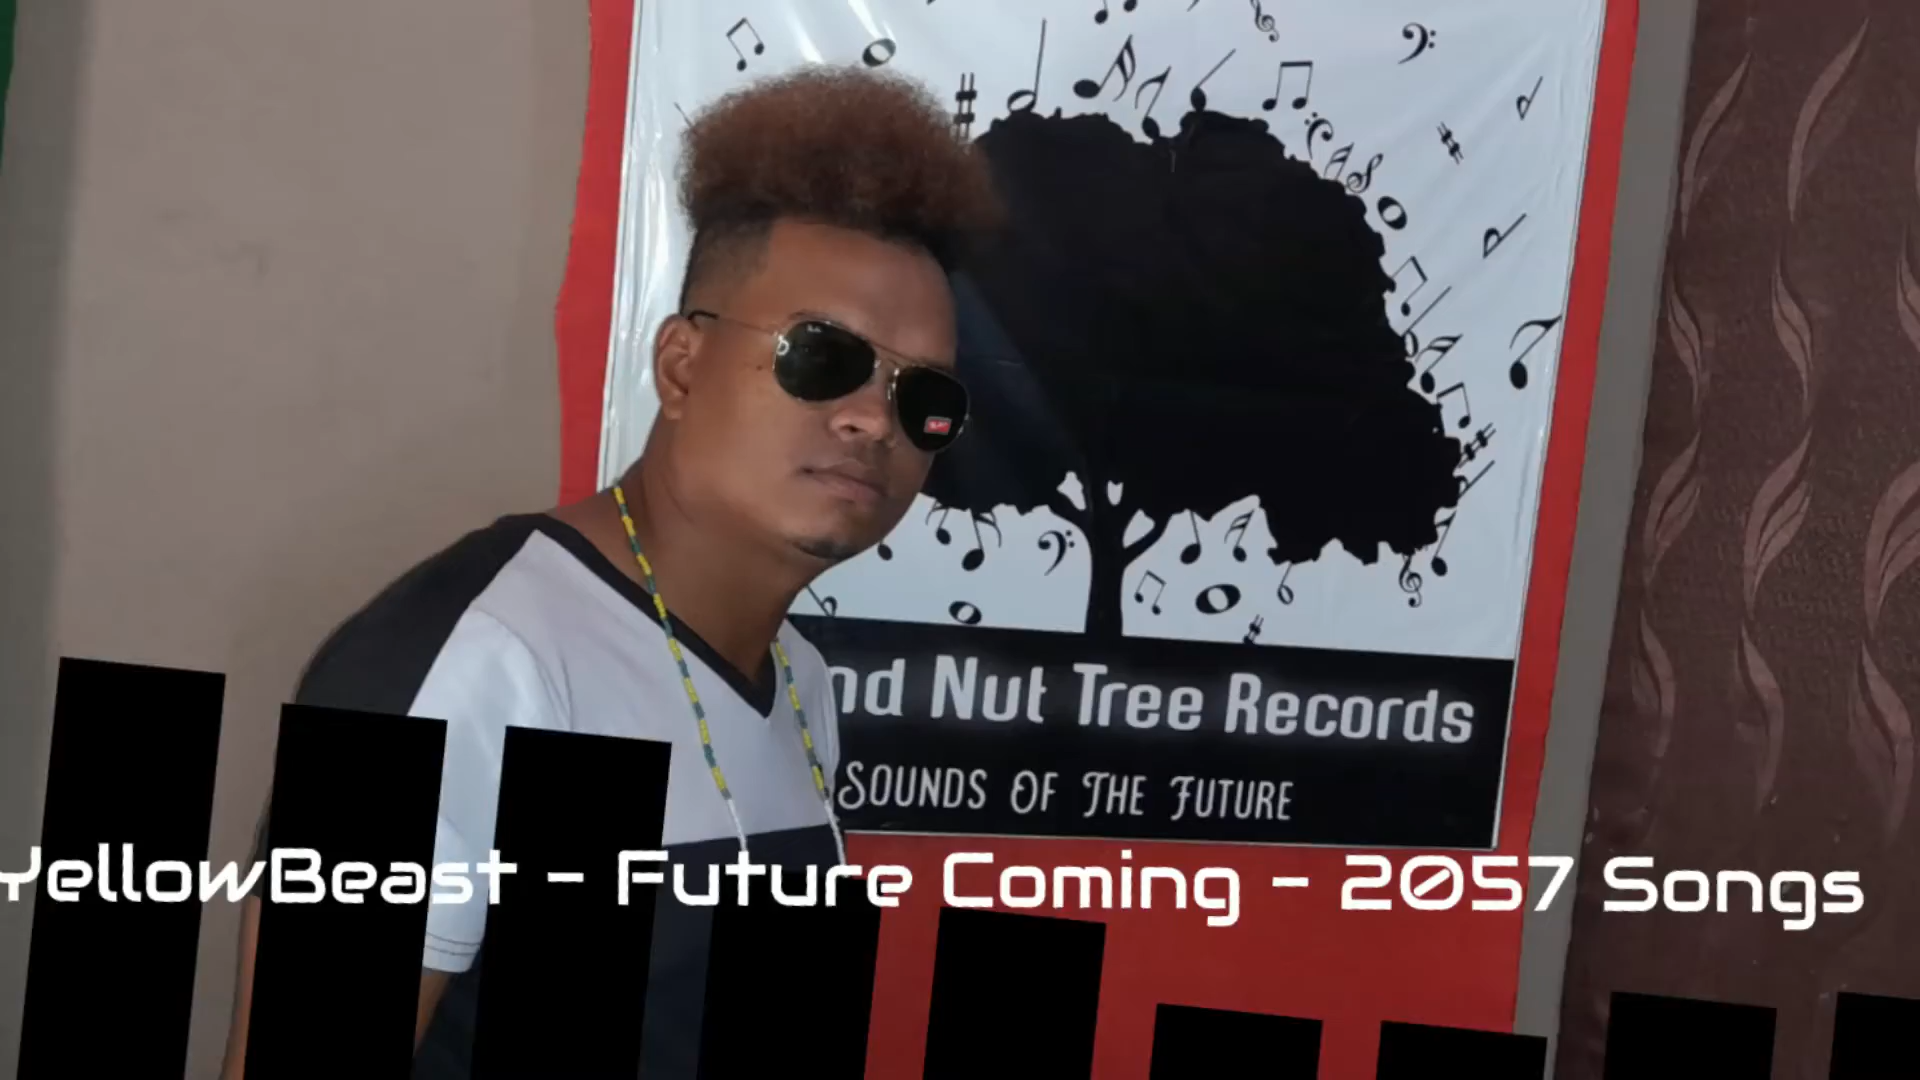 nd Nut Tree Records
Sounds Of The Future
YellowBeast - Future Coming - 2057 Songs